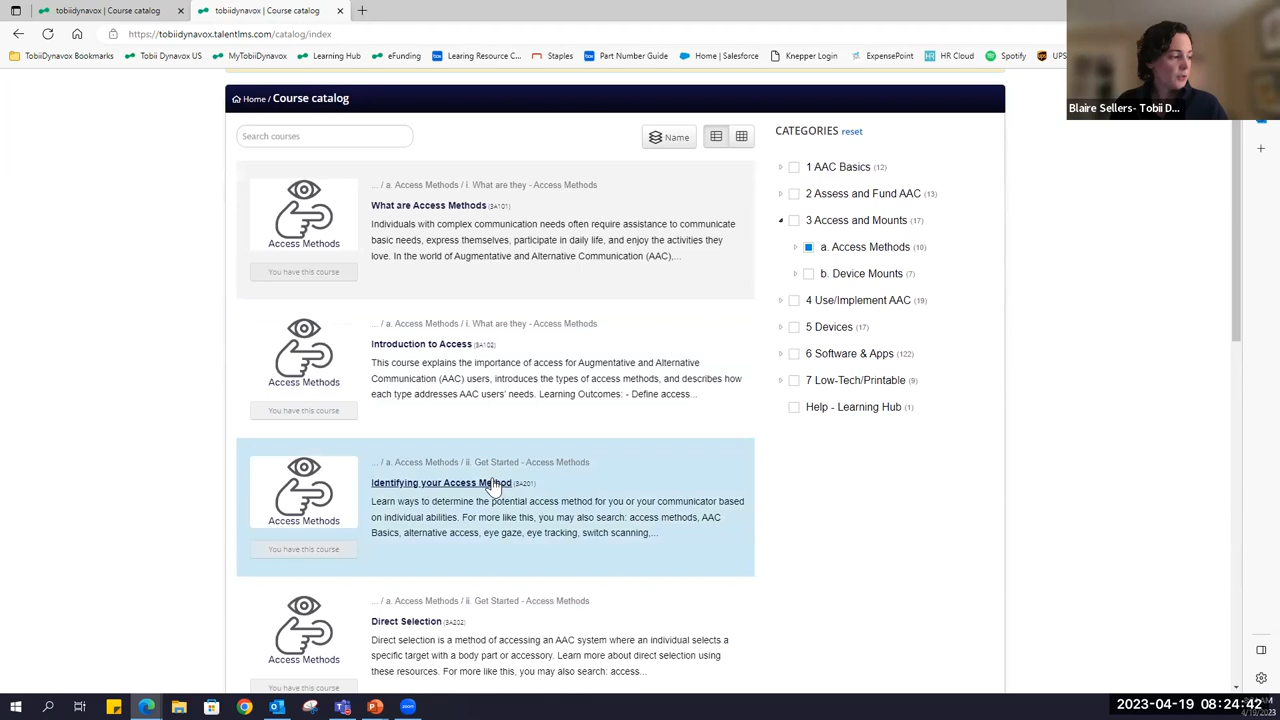 tobiidynavox | Course catalog
tobiidynavox | Course catalog
https://tobiidynavox.talentlms.com/catalog/index
TobiiDynavox Bookmarks
Tobii Dynavox US
MyTobiiDynavox
Learning Hub
eFunding
Learing Resource C...
Staples
Part Number Guide
Home | Salesforce
Knepper Login
ExpensePoint
HR Cloud
Spotify
UPS
Blaire Sellers- Tobii D...
Home / Course catalog
Search courses
Name
CATEGORIES reset
1 AAC Basics (12)
2 Assess and Fund AAC (13)
3 Access and Mounts (17)
a. Access Methods (10)
b. Device Mounts (7)
4 Use/Implement AAC (19)
5 Devices (17)
6 Software & Apps (122)
7 Low-Tech/Printable (9)
Help - Learning Hub (1)
Access Methods
You have this course
... / a. Access Methods / i. What are they - Access Methods
What are Access Methods (3A101)
Individuals with complex communication needs often require assistance to communicate
basic needs, express themselves, participate in daily life, and enjoy the activities they
love. In the world of Augmentative and Alternative Communication (AAC),...
Access Methods
You have this course
... / a. Access Methods / i. What are they - Access Methods
Introduction to Access (3A102)
This course explains the importance of access for Augmentative and Alternative
Communication (AAC) users, introduces the types of access methods, and describes how
each type addresses AAC users' needs. Learning Outcomes: - Define access...
Access Methods
You have this course
... / a. Access Methods / ii. Get Started - Access Methods
Identifying your Access Method (3A201)
Learn ways to determine the potential access method for you or your communicator based
on individual abilities. For more like this, you may also search: access methods, AAC
Basics, alternative access, eye gaze, eye tracking, switch scanning,...
Access Methods
You have this course
... / a. Access Methods / ii. Get Started - Access Methods
Direct Selection (3A202)
Direct selection is a method of accessing an AAC system where an individual selects a
specific target with a body part or accessory. Learn more about direct selection using
these resources. For more like this, you may also search: access...
zoom
2023-04-19 08:24:42